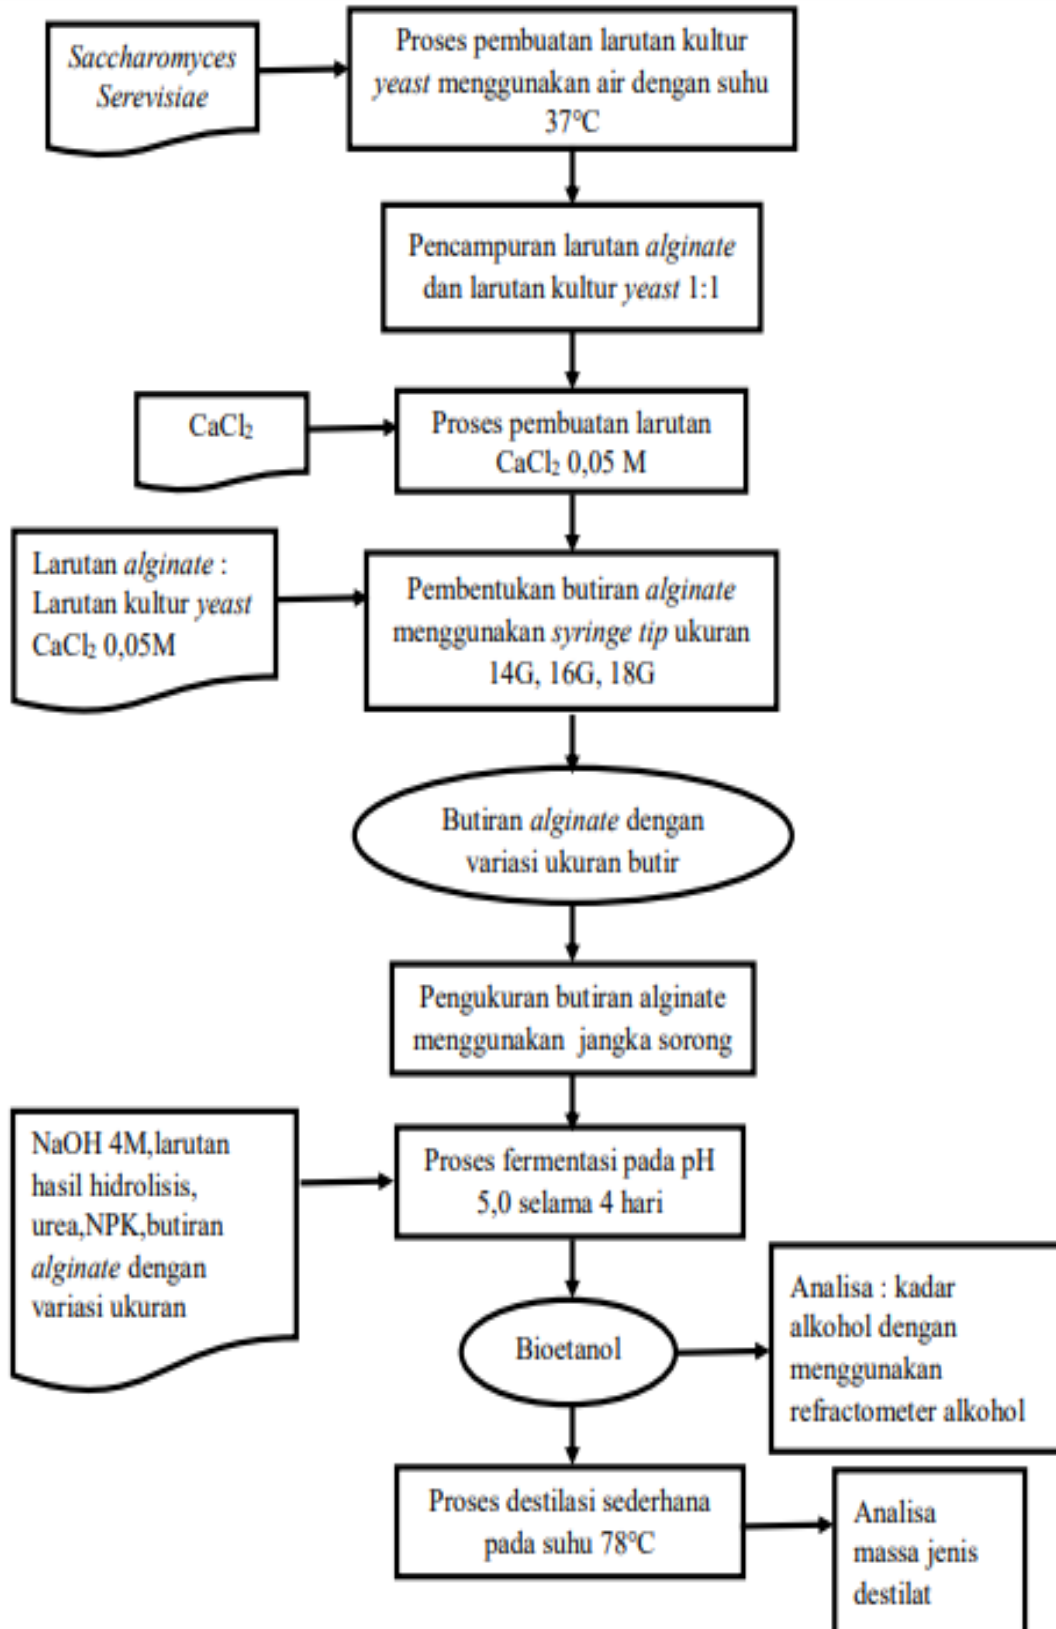 Saccharomyces
Serevisiae
Proses pembuatan larutan kultur
yeast menggunakan air dengan suhu
37°C
Pencampuran larutan alginate
dan larutan kultur yeast 1:1
CaCl₂
Proses pembuatan larutan
CaCl₂ 0,05 M
Larutan alginate :
Larutan kultur yeast
CaCl₂ 0,05M
Pembentukan butiran alginate
menggunakan syringe tip ukuran
14G, 16G, 18G
Butiran alginate dengan
variasi ukuran butir
Pengukuran butiran alginate
menggunakan jangka sorong
NaOH 4M,larutan
hasil hidrolisis,
urea,NPK,butiran
alginate dengan
variasi ukuran
Proses fermentasi pada pH
5,0 selama 4 hari
Bioetanol
Analisa : kadar
alkohol dengan
menggunakan
refractometer alkohol
Proses destilasi sederhana
pada suhu 78°C
Analisa
massa jenis
destilat